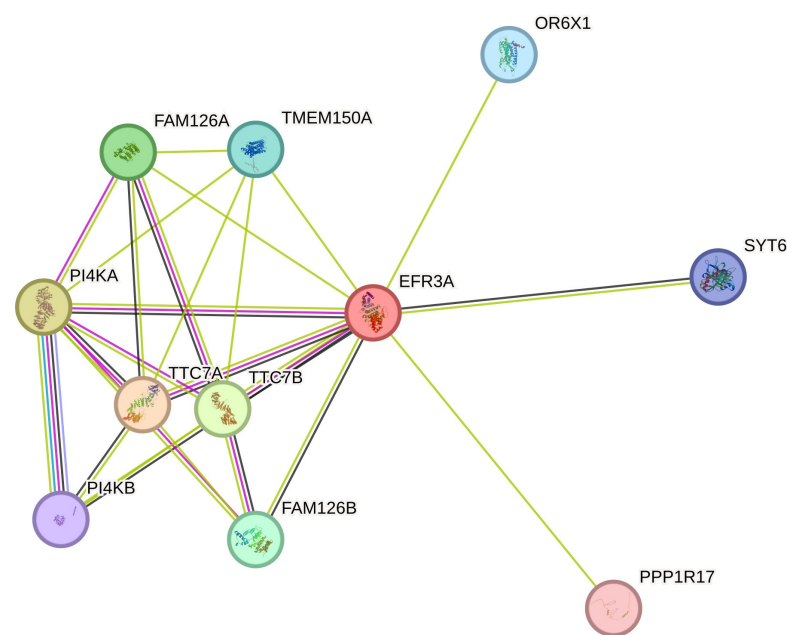 OR6X1
FAM126A
TMEM150A
SYT6
PI4KA
EFR3A
TTC7A
TTC7B
PI4KB
FAM126B
PPP1R17